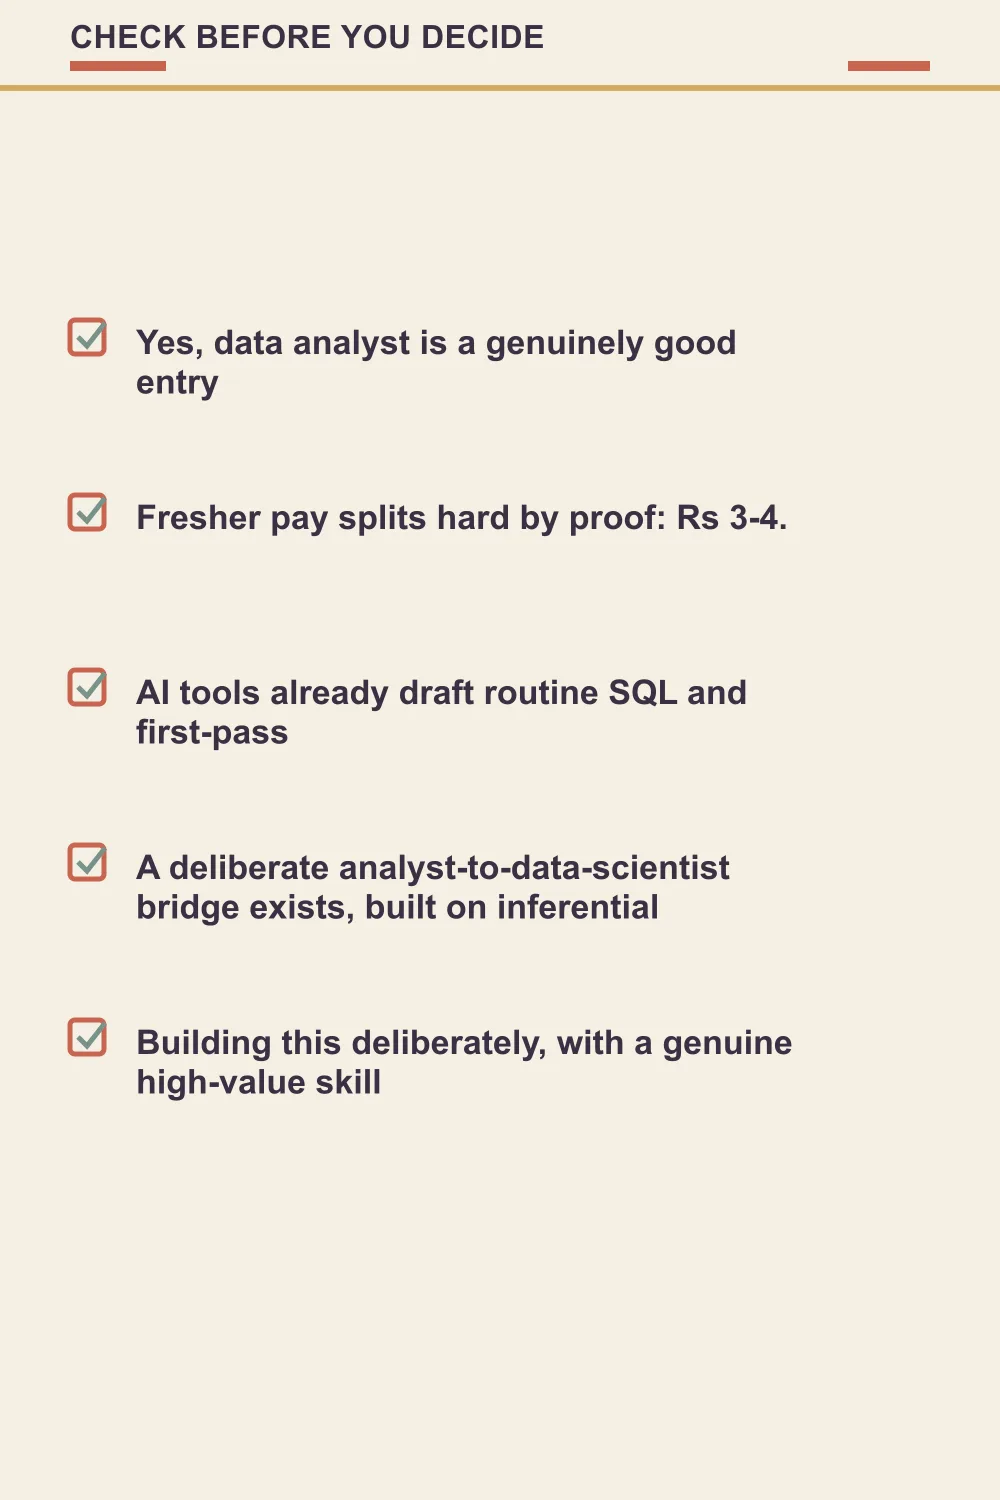 CHECK BEFORE YOU DECIDE
Yes, data analyst is a genuinely good
entry
Fresher pay splits hard by proof: Rs 3-4.
AI tools already draft routine SQL and
first-pass
A deliberate analyst-to-data-scientist
bridge exists, built on inferential
Building this deliberately, with a genuine
high-value skill